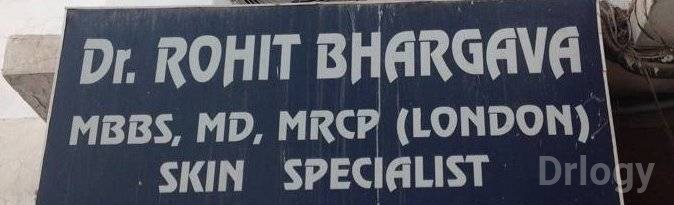 Dr. ROHIT BHARGAVA
MBBS, MD, MRCP (LONDON)
SKIN SPECIALIST
Drlogy